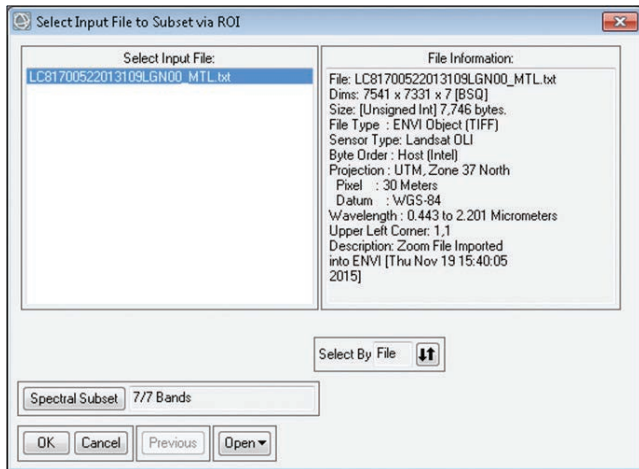 Select Input File to Subset via ROI
Select Input File:
LC81700522013109LGN00_MTL.txt
File Information:
File: LC81700522013109LGN00_MTL.txt
Dims: 7541 x 7331 x 7 [BSQ]
Size: [Unsigned Int] 7,746 bytes.
File Type : ENVI Object (TIFF)
Sensor Type: Landsat OLI
Byte Order : Host (Intel)
Projection : UTM, Zone 37 North
Pixel : 30 Meters
Datum : WGS-84
Wavelength : 0.443 to 2.201 Micrometers
Upper Left Corner: 1,1
Description: Zoom File Imported
into ENVI [Thu Nov 19 15:40:05
2015]
Select By File
Spectral Subset 7/7 Bands
OK Cancel Previous Open